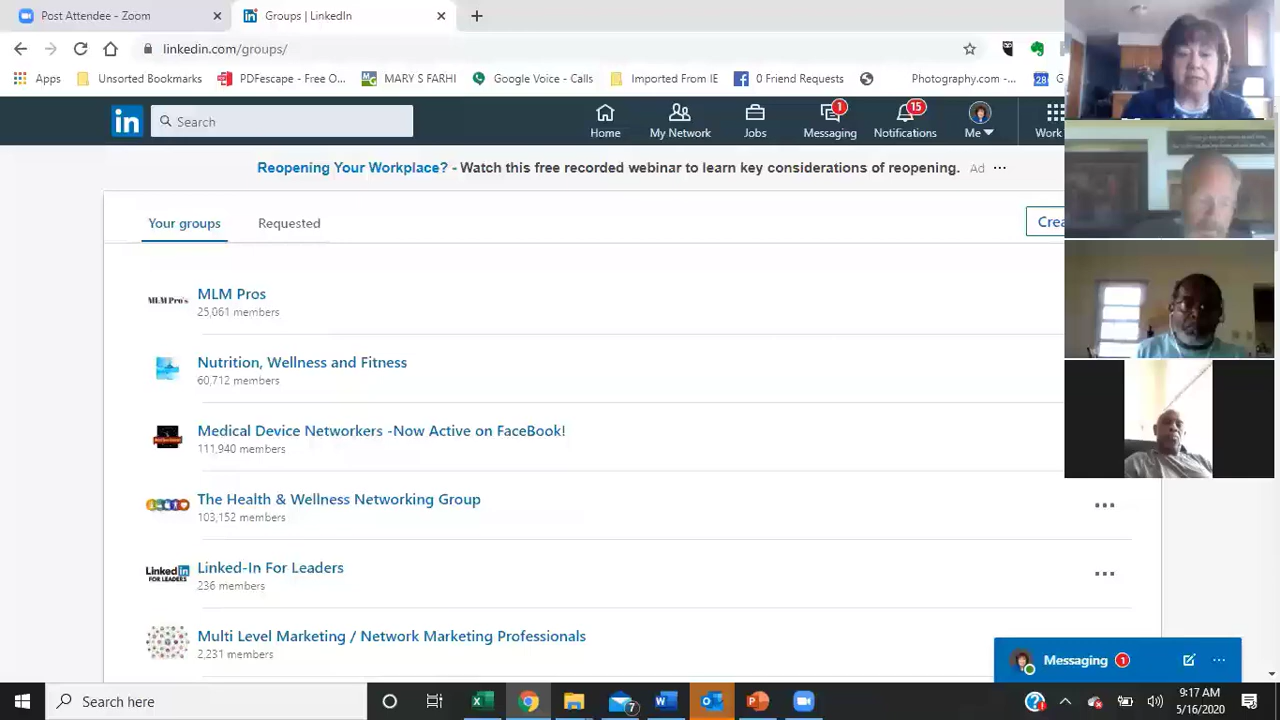 Post Attendee - Zoom
Groups | LinkedIn
linkedin.com/groups/
Apps
Unsorted Bookmarks
PDFescape - Free O...
MARY S FARHI
Google Voice - Calls
Imported From IE
0 Friend Requests
Photography.com -...
28
in
Search
Home
My Network
Jobs
1
Messaging
15
Notifications
Me
Work
Reopening Your Workplace? - Watch this free recorded webinar to learn key considerations of reopening.
Ad
Your groups
Requested
Crea
MLM Pro's
MLM Pros
25,061 members
Nutrition, Wellness and Fitness
60,712 members
Medical Device Networkers -Now Active on FaceBook!
111,940 members
The Health & Wellness Networking Group
103,152 members
Linked in
FOR LEADERS
Linked-In For Leaders
236 members
Multi Level Marketing / Network Marketing Professionals
2,231 members
Messaging 1
Search here
7
9:17 AM
5/16/2020